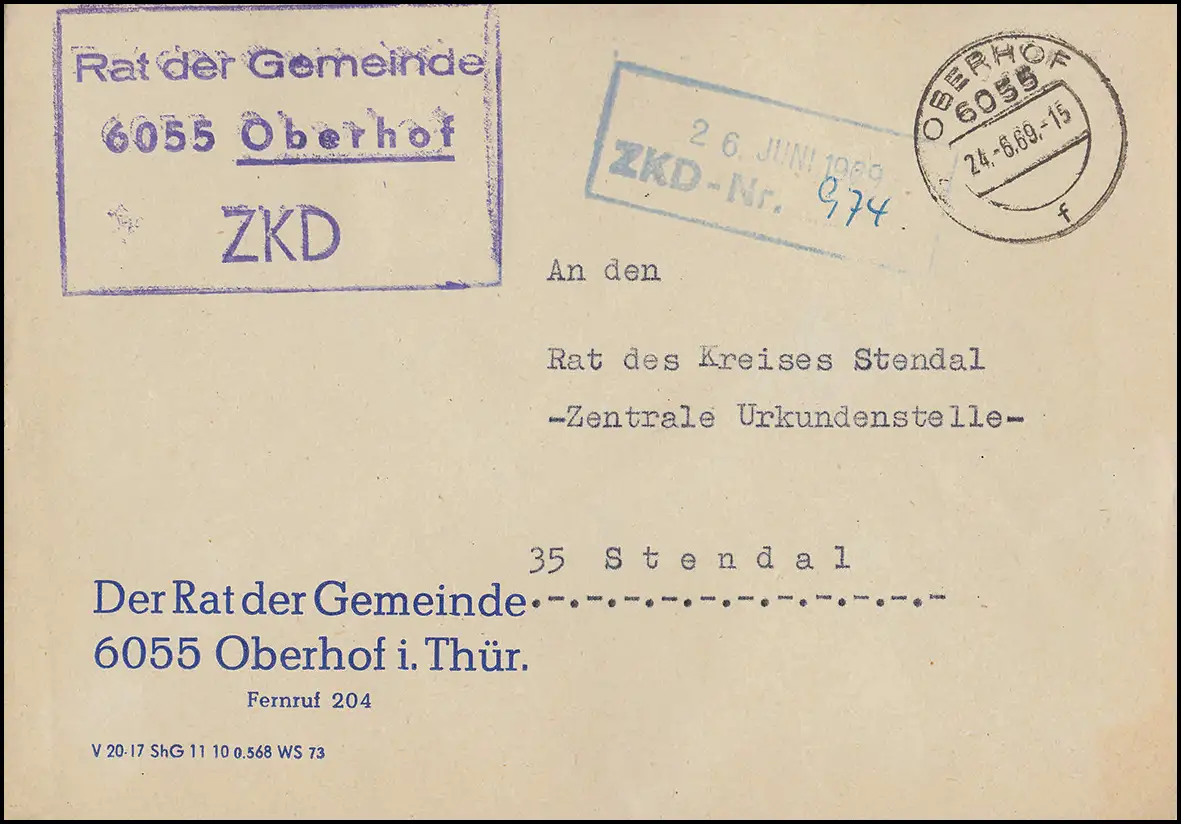 Rat der Gemeinde
6055 Oberhof
ZKD
26. JUNI 1969
ZKD-Nr. 974
OBERHOF
6055
24.-6.69.-15
f
An den
Rat des Kreises Stendal
-Zentrale Urkundenstelle-
35 Stendal
Der Rat der Gemeinde
6055 Oberhof i. Thür.
Fernruf 204
V 20-17 ShG 11 10 0.568 WS 73